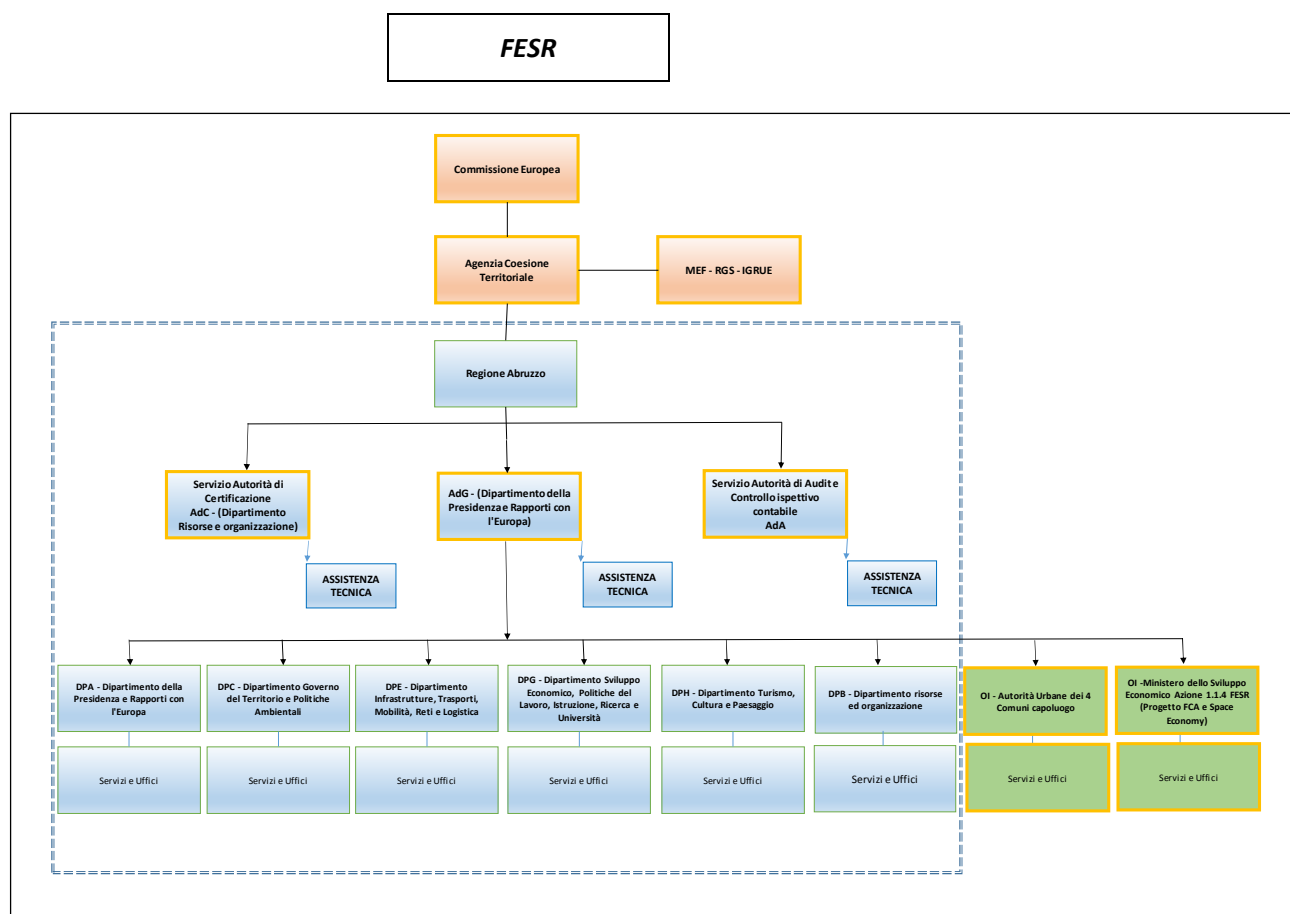 FESR
Commissione Europea
Agenzia Coesione
Territoriale
MEF - RGS - IGRUE
Regione Abruzzo
Servizio Autorità di
Certificazione
AdC - (Dipartimento
Risorse e organizzazione)
AdG - (Dipartimento della
Presidenza e Rapporti con
l'Europa)
Servizio Autorità di Audit e
Controllo ispettivo
contabile
AdA
ASSISTENZA
TECNICA
ASSISTENZA
TECNICA
ASSISTENZA
TECNICA
DPA - Dipartimento della
Presidenza e Rapporti con
l'Europa
DPC - Dipartimento Governo
del Territorio e Politiche
Ambientali
DPE - Dipartimento
Infrastrutture, Trasporti,
Mobilità, Reti e Logistica
DPG - Dipartimento Sviluppo
Economico, Politiche del
Lavoro, Istruzione, Ricerca e
Università
DPH - Dipartimento Turismo,
Cultura e Paesaggio
DPB - Dipartimento risorse
ed organizzazione
OI - Autorità Urbane dei 4
Comuni capoluogo
OI -Ministero dello Sviluppo
Economico Azione 1.1.4 FESR
(Progetto FCA e Space
Economy)
Servizi e Uffici
Servizi e Uffici
Servizi e Uffici
Servizi e Uffici
Servizi e Uffici
Servizi e Uffici
Servizi e Uffici
Servizi e Uffici